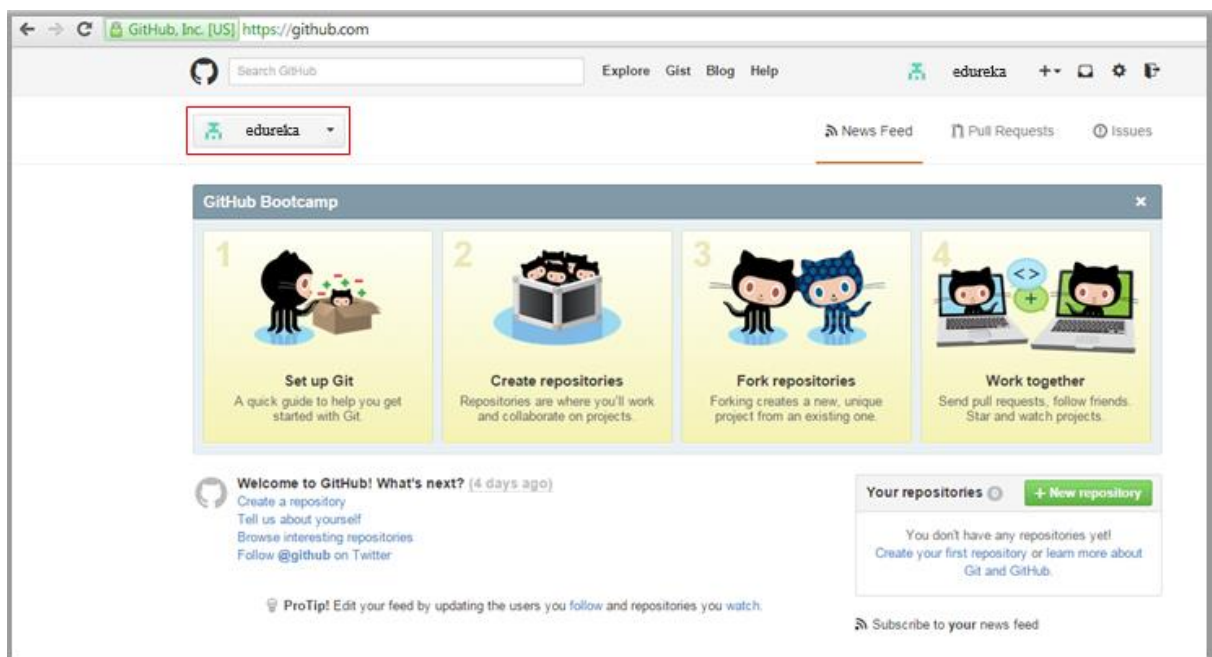 GitHub, Inc. [US] https://github.com
Search GitHub
Explore Gist Blog Help
edureka
edureka
News Feed
Pull Requests
Issues
GitHub Bootcamp
1
Set up Git
A quick guide to help you get
started with Git.
2
Create repositories
Repositories are where you'll work
and collaborate on projects.
3
Fork repositories
Forking creates a new, unique
project from an existing one.
4
Work together
Send pull requests, follow friends.
Star and watch projects.
Welcome to GitHub! What's next? (4 days ago)
Create a repository
Tell us about yourself
Browse interesting repositories
Follow @github on Twitter
ProTip! Edit your feed by updating the users you follow and repositories you watch.
Your repositories 0
+ New repository
You don't have any repositories yet!
Create your first repository or learn more about
Git and GitHub.
Subscribe to your news feed